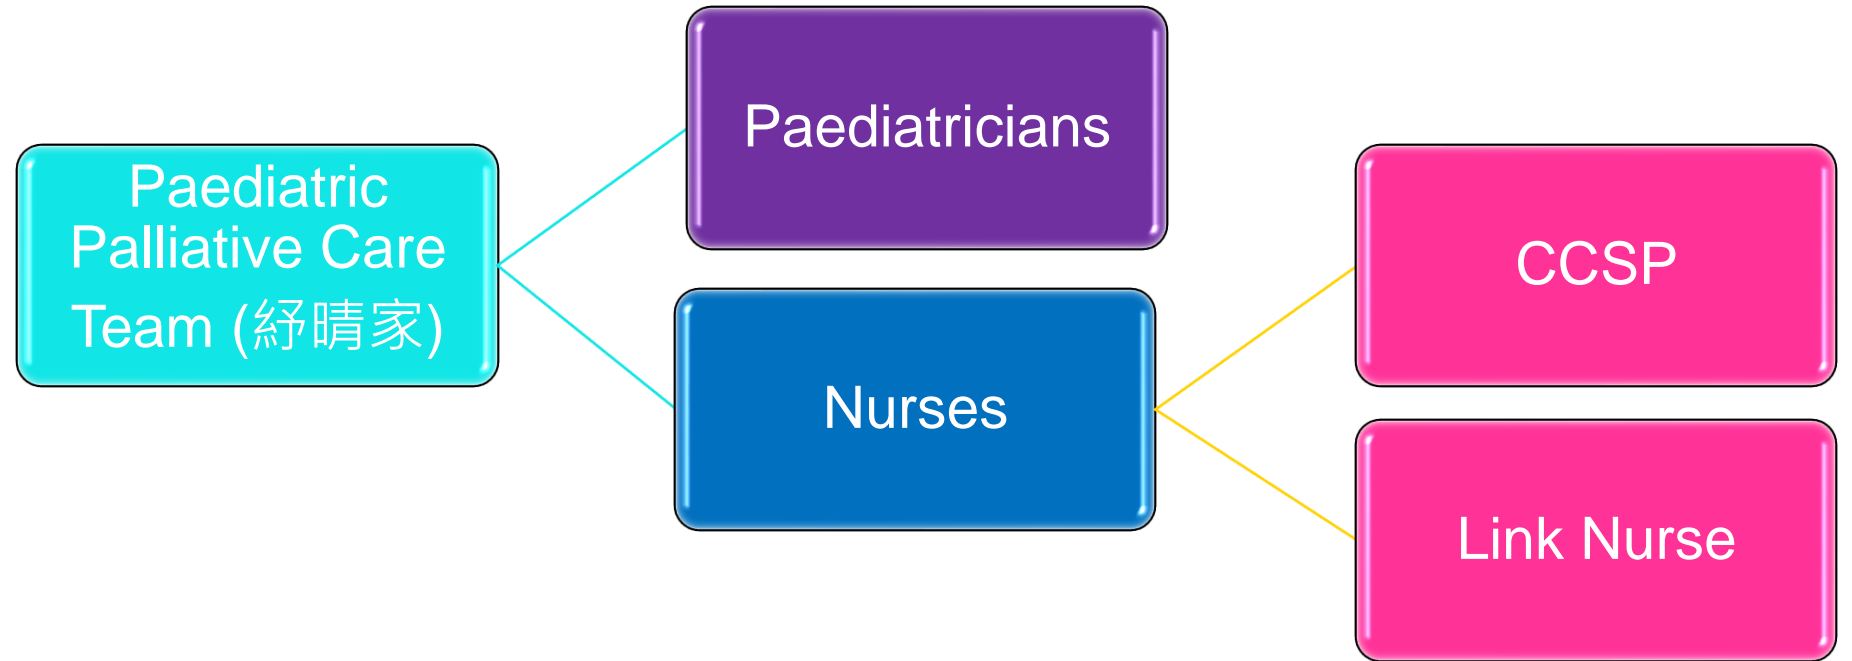 Paediatric
Palliative Care
Team (紓晴家)
Paediatricians
Nurses
CCSP
Link Nurse